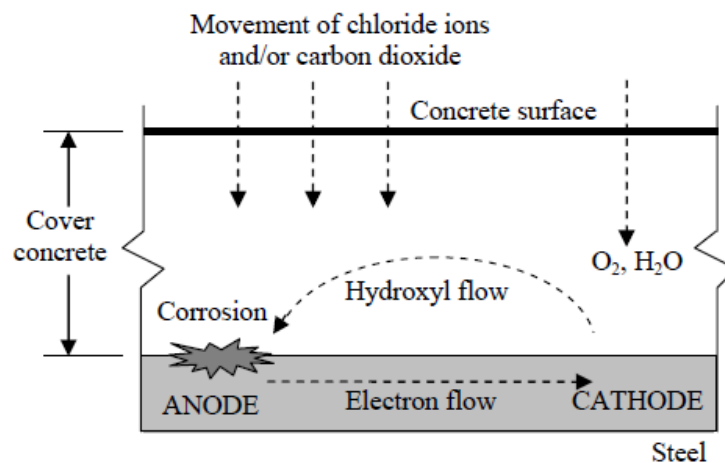 Movement of chloride ions
and/or carbon dioxide
Concrete surface
Cover
concrete
O₂, H₂O
Hydroxyl flow
Corrosion
ANODE
Electron flow
CATHODE
Steel